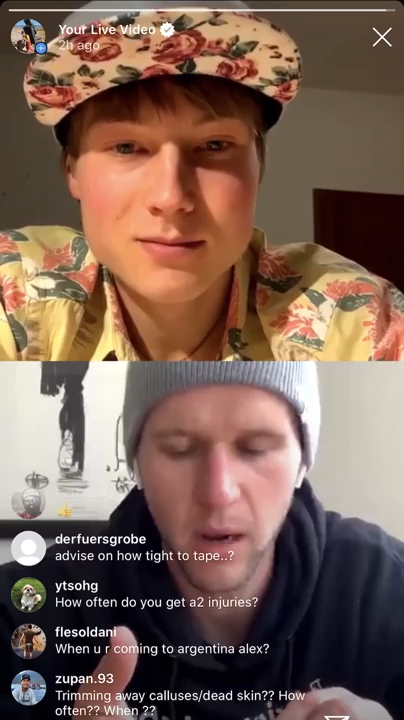 Your Live Video
2h ago
derfuersgrobe
advise on how tight to tape..?
ytsohg
How often do you get a2 injuries?
flesoldani
When u r coming to argentina alex?
zupan.93
Trimming away calluses/dead skin?? How
often?? When ??